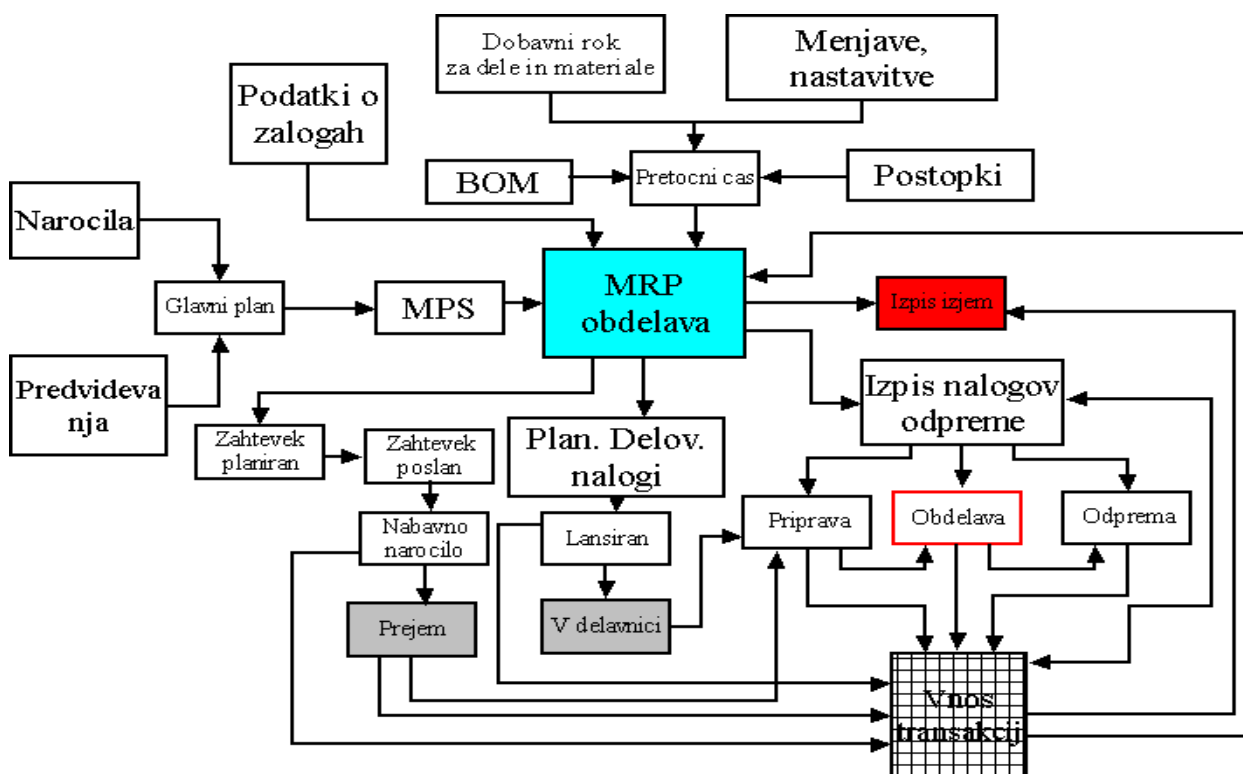 Dobavni rok
za dele in materiale
Menjave,
nastavitve
Podatki o
zalogah
BOM
Pretocni cas
Postopki
Narocila
Glavni plan
MPS
MRP
obdelava
Izpis izjem
Predvideva
nja
Izpis nalogov
odpreme
Zahtevek
planiran
Zahtevek
poslan
Plan. Delov.
nalogi
Nabavno
narocilo
Lansiran
Priprava
Obdelava
Odprema
Prejem
V delavnici
Vnos
transakcij